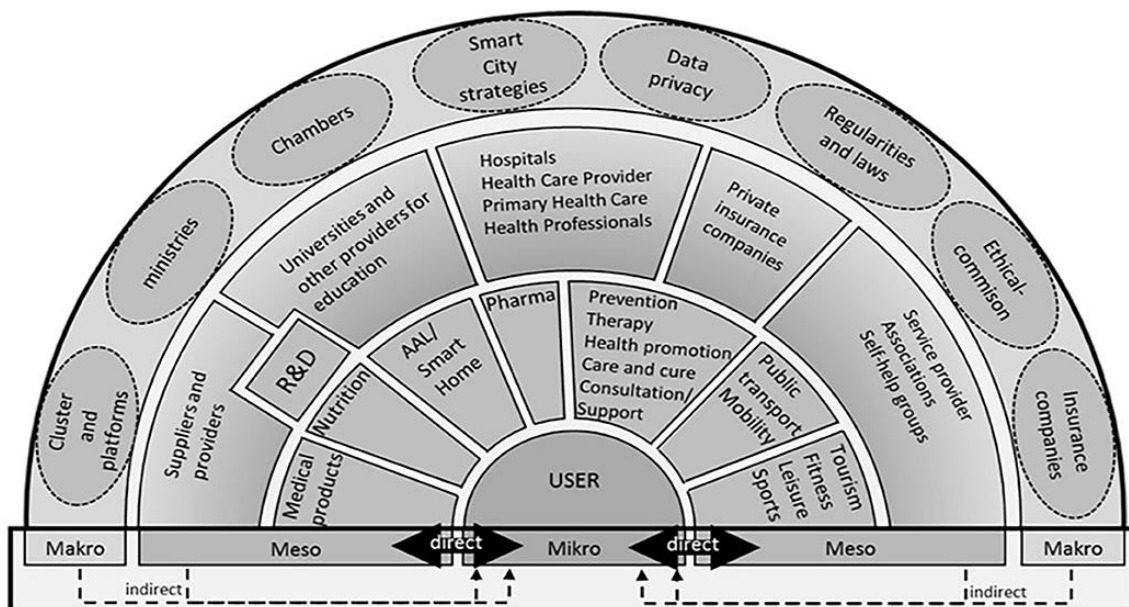 Cluster
and
platforms
ministries
Chambers
Smart
City
strategies
Data
privacy
Regularities
and laws
Ethical-
commison
Insurance
companies
Suppliers and
providers
R&D
Universities and
other providers for
education
Hospitals
Health Care Provider
Primary Health Care
Health Professionals
Private
insurance
companies
Service provider
Associations
Self-help groups
Medical
products
Nutrition
AAL/
Smart
Home
Pharma
Prevention
Therapy
Health promotion
Care and cure
Consultation/
Support
Public
transport
Mobility
Tourism
Fitness
Leisure
Sports
USER
Makro
Meso
direct
Mikro
direct
Meso
Makro
indirect
indirect